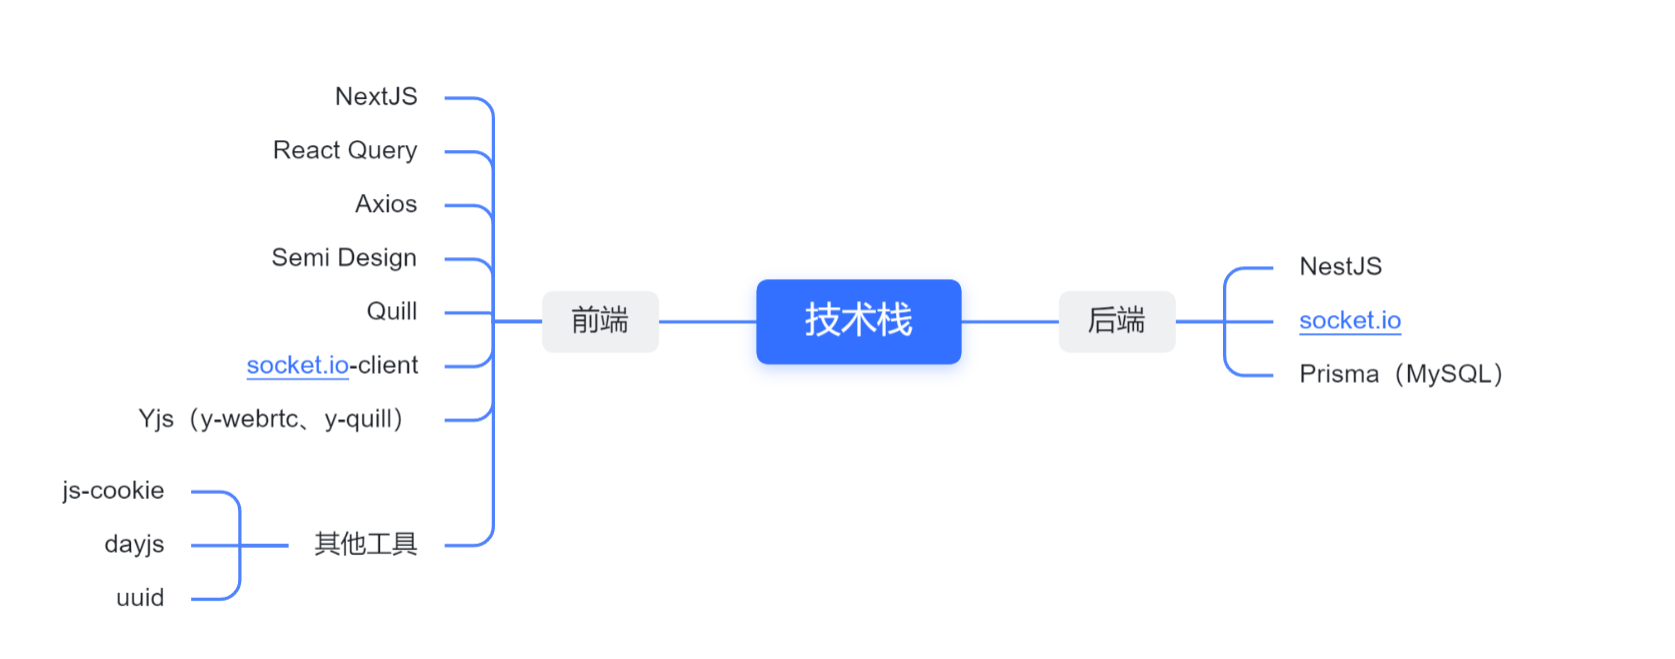 技术栈
前端
NextJS
React Query
Axios
Semi Design
Quill
socket.io-client
Yjs（y-webrtc、y-quill）
其他工具
js-cookie
dayjs
uuid
后端
NestJS
socket.io
Prisma（MySQL）